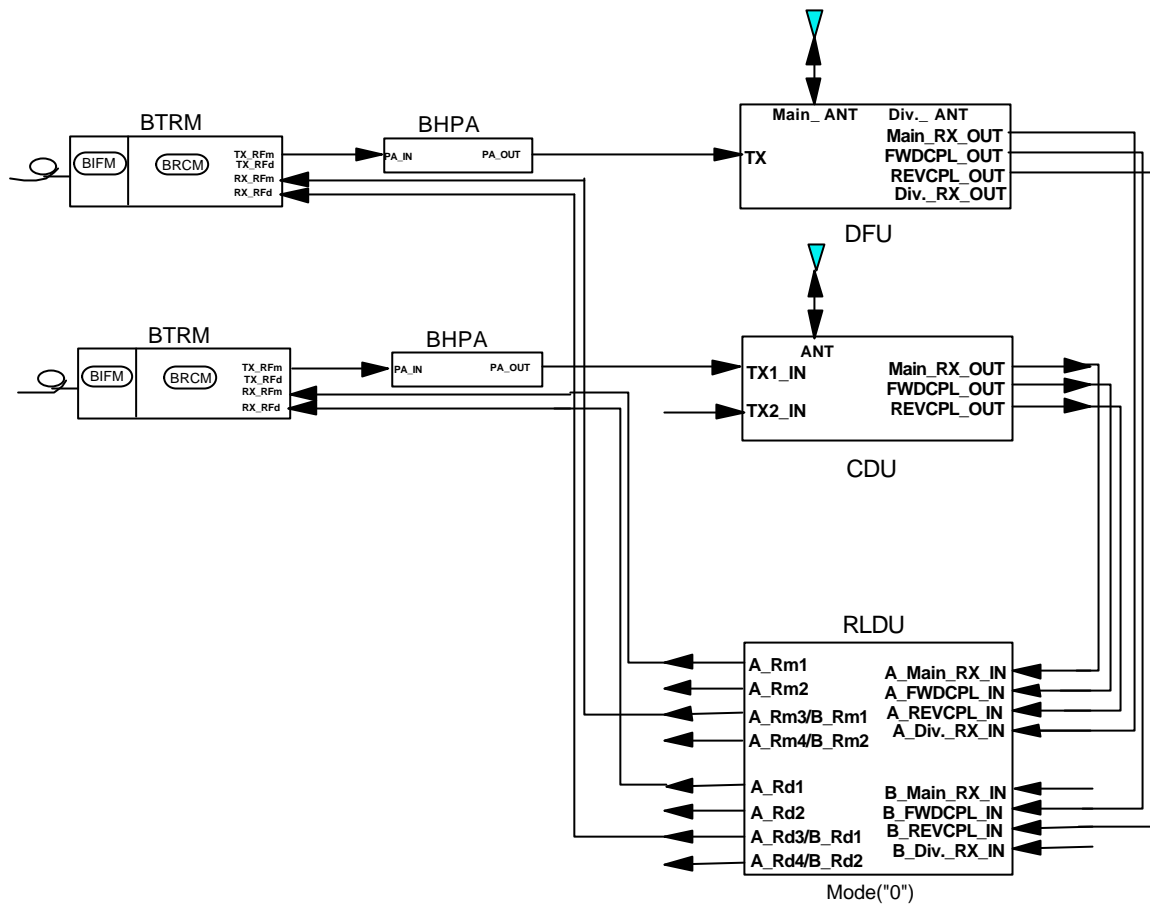 Main_ ANT Div._ ANT
Main_RX_OUT
TX
FWDCPL_OUT
REVCPL_OUT
Div._RX_OUT
DFU
BTRM
BIFM
BRCM
TX_RFm
TX_RFd
RX_RFm
RX_RFd
BHPA
PA_IN
PA_OUT
BTRM
BIFM
BRCM
TX_RFm
TX_RFd
RX_RFm
RX_RFd
BHPA
PA_IN
PA_OUT
ANT
TX1_IN
TX2_IN
Main_RX_OUT
FWDCPL_OUT
REVCPL_OUT
CDU
RLDU
A_Rm1
A_Rm2
A_Rm3/B_Rm1
A_Rm4/B_Rm2
A_Rd1
A_Rd2
A_Rd3/B_Rd1
A_Rd4/B_Rd2
A_Main_RX_IN
A_FWDCPL_IN
A_REVCPL_IN
A_Div._RX_IN
B_Main_RX_IN
B_FWDCPL_IN
B_REVCPL_IN
B_Div._RX_IN
Mode("0")